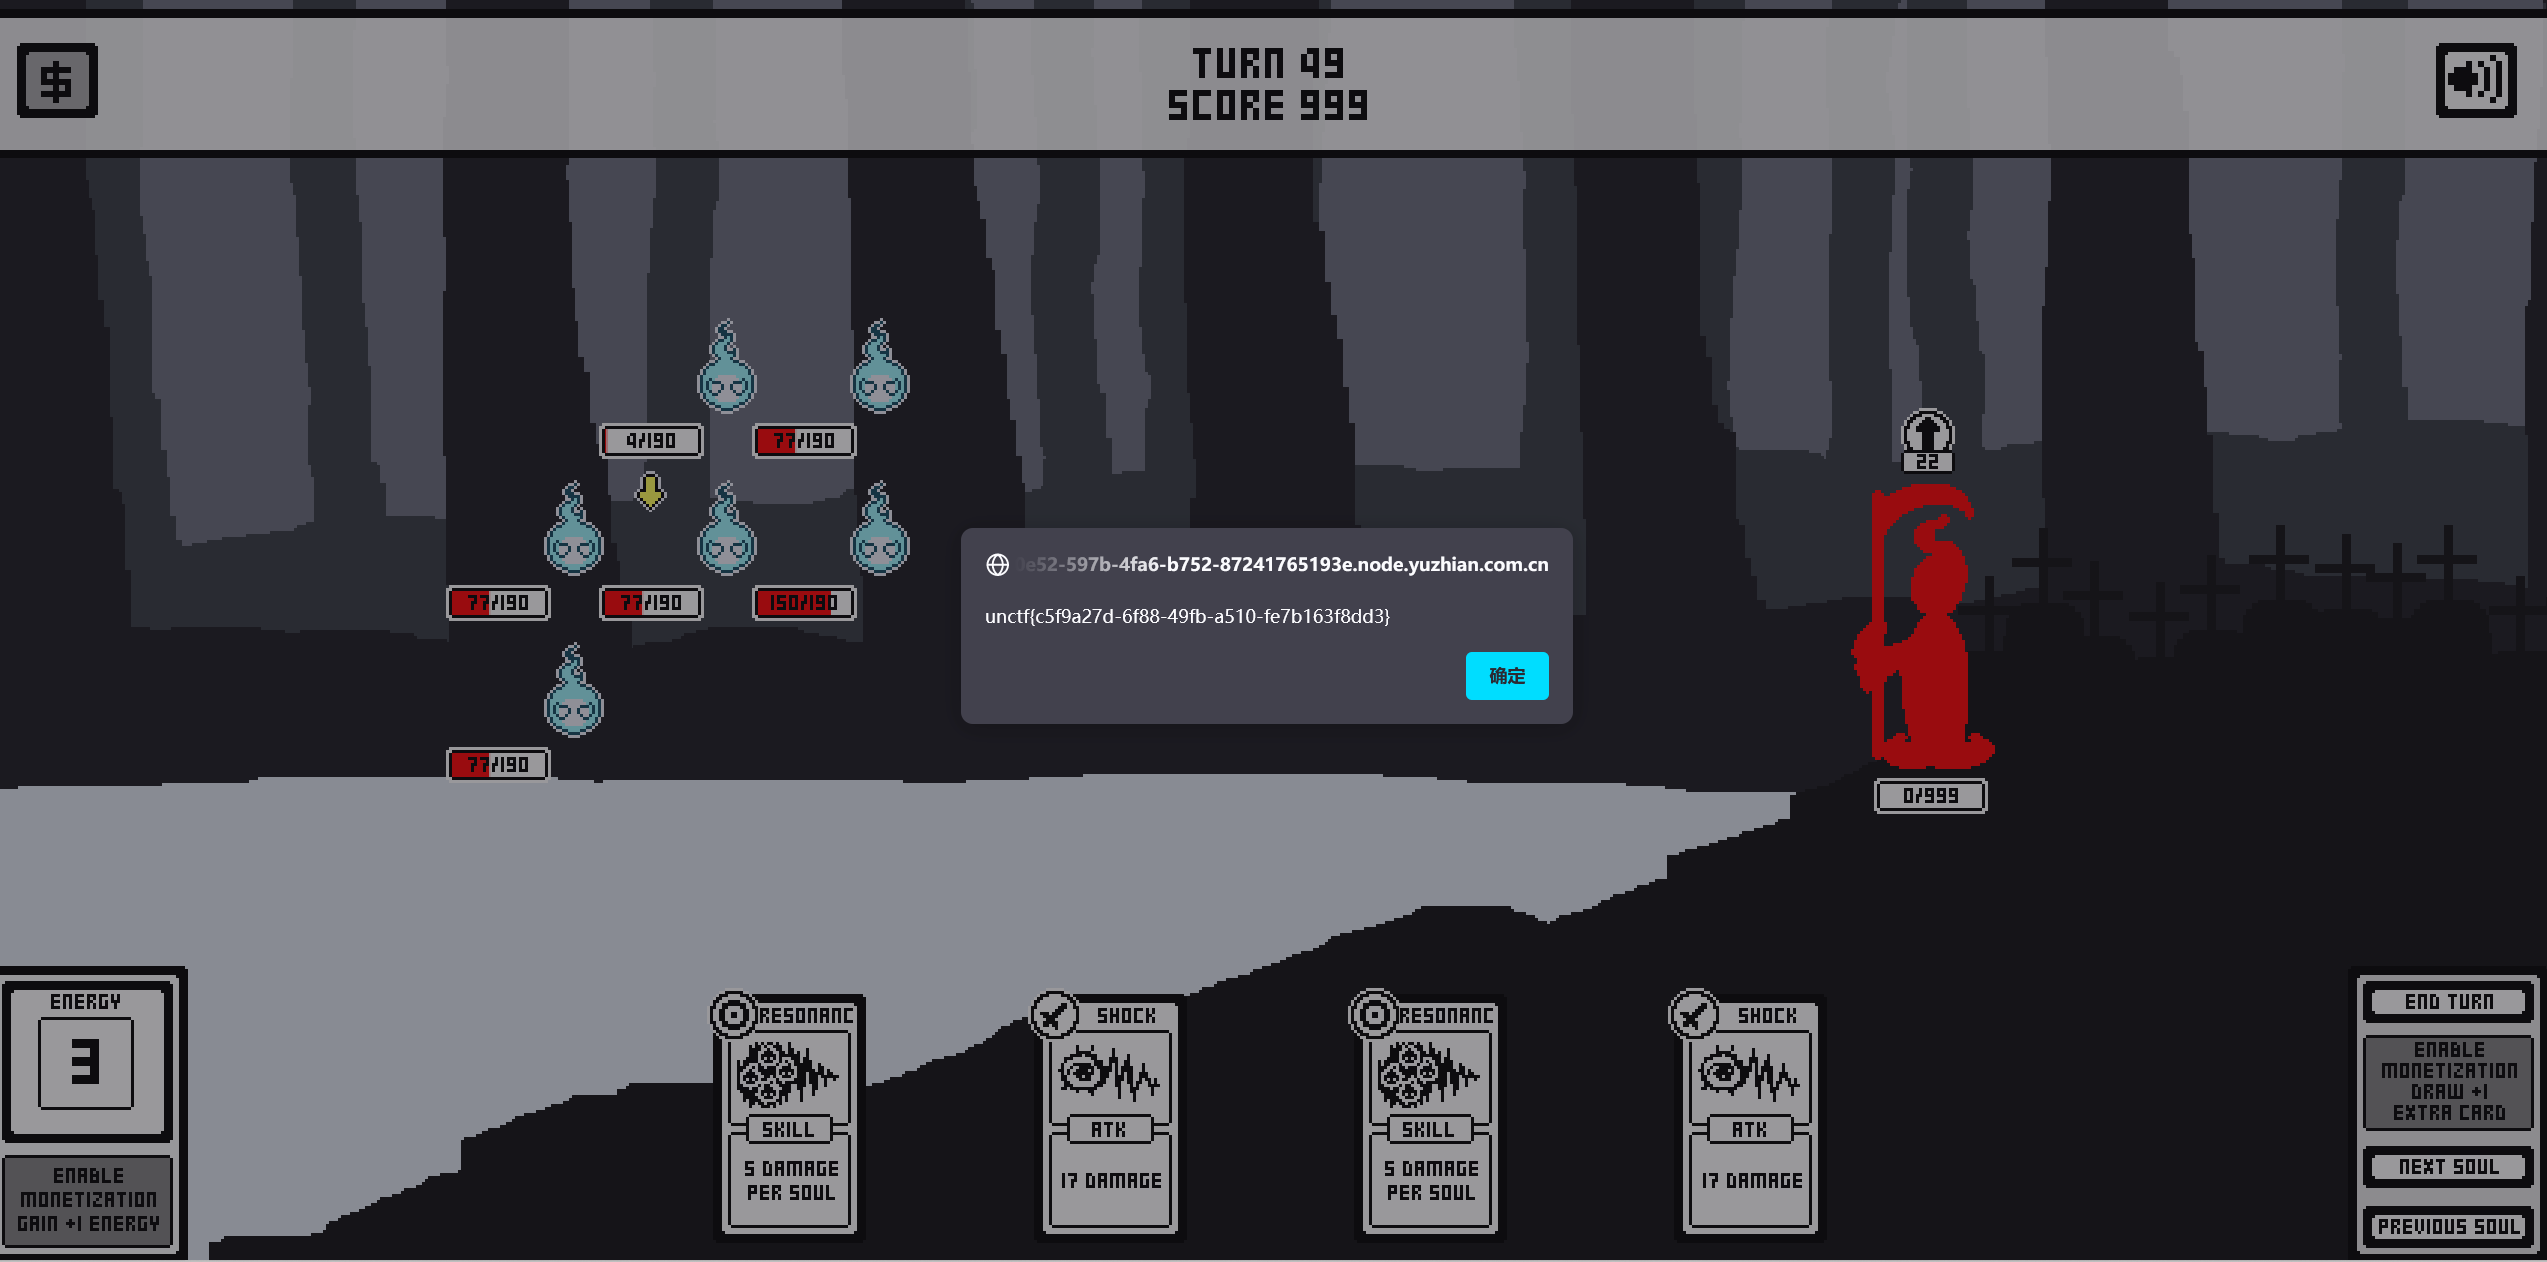 $
TURN 49
SCORE 999
4/190
77/190
22
77/190
77/190
150/190
77/190
0/999
e52-597b-4fa6-b752-87241765193e.node.yuzhian.com.cn
unctf{c5f9a27d-6f88-49fb-a510-fe7b163f8dd3}
确定
ENERGY
3
ENABLE
MONETIZATION
GAIN +1 ENERGY
RESONANC
SKILL
5 DAMAGE
PER SOUL
SHOCK
ATK
17 DAMAGE
RESONANC
SKILL
5 DAMAGE
PER SOUL
SHOCK
ATK
17 DAMAGE
END TURN
ENABLE
MONETIZATION
DRAW +1
EXTRA CARD
NEXT SOUL
PREVIOUS SOUL